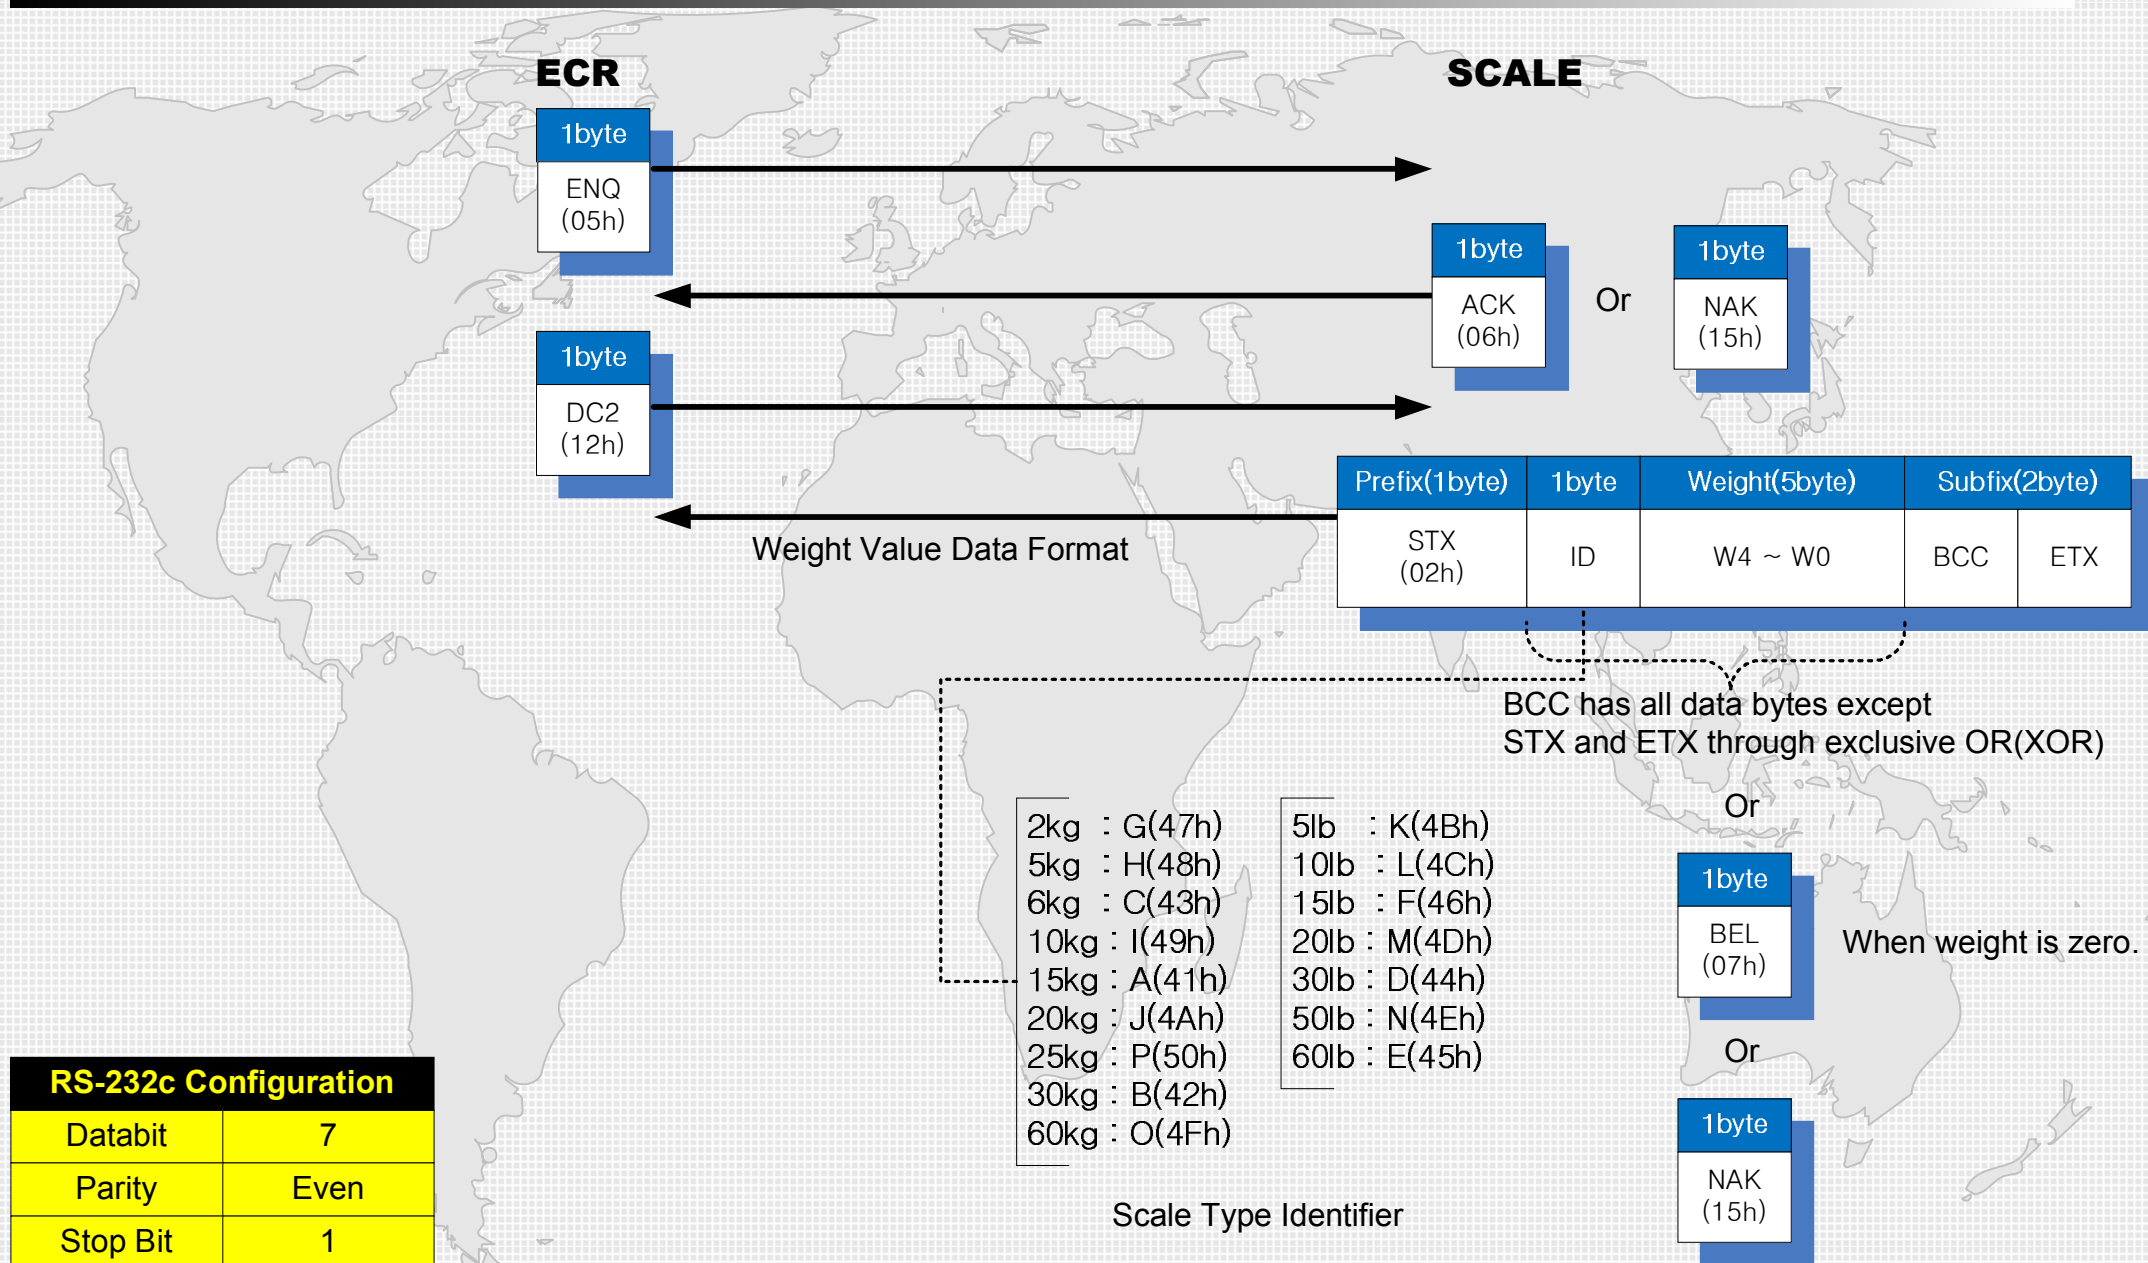 ECR
SCALE
1byte
ENQ
(05h)
1byte
ACK
(06h)
Or
1byte
NAK
(15h)
1byte
DC2
(12h)
Prefix(1byte) 1byte Weight(5byte) Subfix(2byte)
STX
(02h)
ID
W4 ~ W0
BCC
ETX
Weight Value Data Format
BCC has all data bytes except
STX and ETX through exclusive OR(XOR)
Or
2kg : G(47h)
5kg : H(48h)
6kg : C(43h)
10kg : I(49h)
15kg : A(41h)
20kg : J(4Ah)
25kg : P(50h)
30kg : B(42h)
60kg : O(4Fh)
5lb : K(4Bh)
10lb : L(4Ch)
15lb : F(46h)
20lb : M(4Dh)
30lb : D(44h)
50lb : N(4Eh)
60lb : E(45h)
Scale Type Identifier
1byte
BEL
(07h)
When weight is zero.
Or
1byte
NAK
(15h)
RS-232c Configuration
Databit 7
Parity Even
Stop Bit 1